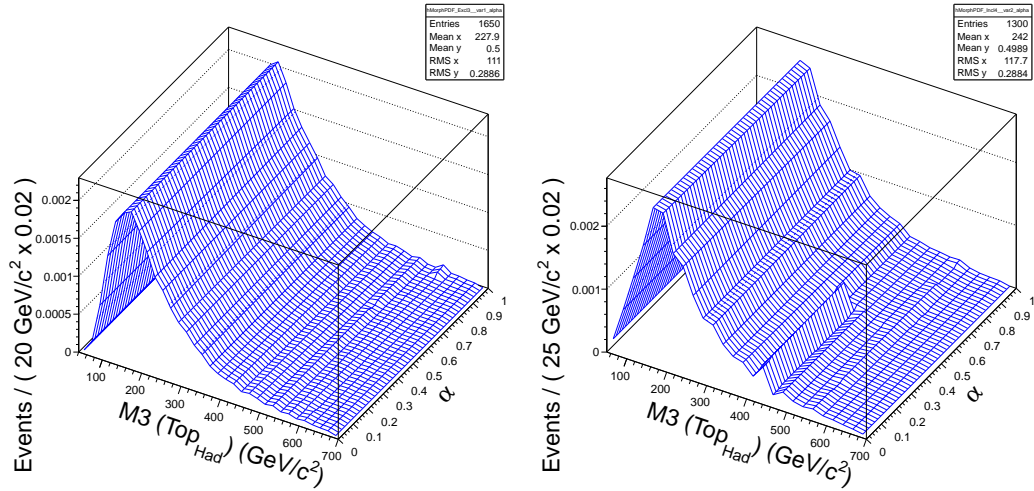 hMorphPDF_Excl3__var1_alpha
Entries 1650
Mean x 227.9
Mean y 0.5
RMS x 111
RMS y 0.2886
Events / ( 20 GeV/c² x 0.02 )
0.002
0.0015
0.001
0.0005
0
100
200
300
400
500
600
700
M3 (Top_Had) (GeV/c²)
0
0.1
0.2
0.3
0.4
0.5
0.6
0.7
0.8
0.9
1
α
hMorphPDF_Incl4__var2_alpha
Entries 1300
Mean x 242
Mean y 0.4989
RMS x 117.7
RMS y 0.2884
Events / ( 25 GeV/c² x 0.02 )
0.002
0.001
0
100
200
300
400
500
600
700
M3 (Top_Had) (GeV/c²)
0
0.1
0.2
0.3
0.4
0.5
0.6
0.7
0.8
0.9
1
α